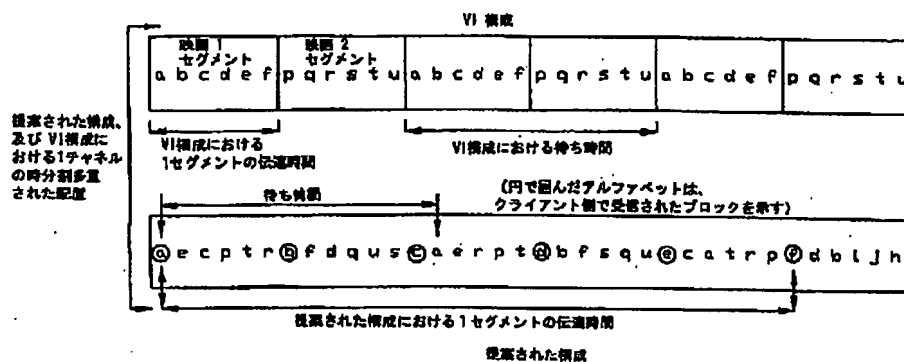 VI 構成
映画 1
セグメント
映画 2
セグメント
a b c d e f p q r s t u a b c d e f p q r s t u a b c d e f p q r s t u
提案された構成、
及び VI構成に
おける1チャネル
の時分割多重
された配置
VI構成における
1セグメントの伝達時間
VI構成における待ち時間
待ち時間
(円で囲んだアルファベットは、
クライアント側で受信されたブロックを示す)
ⓐ e c p t r ⓑ f d q u s ⓒ a e r p t ⓓ b f s q u ⓔ c a t r p ⓕ d b i j h
提案された構成における1セグメントの伝達時間
提案された構成